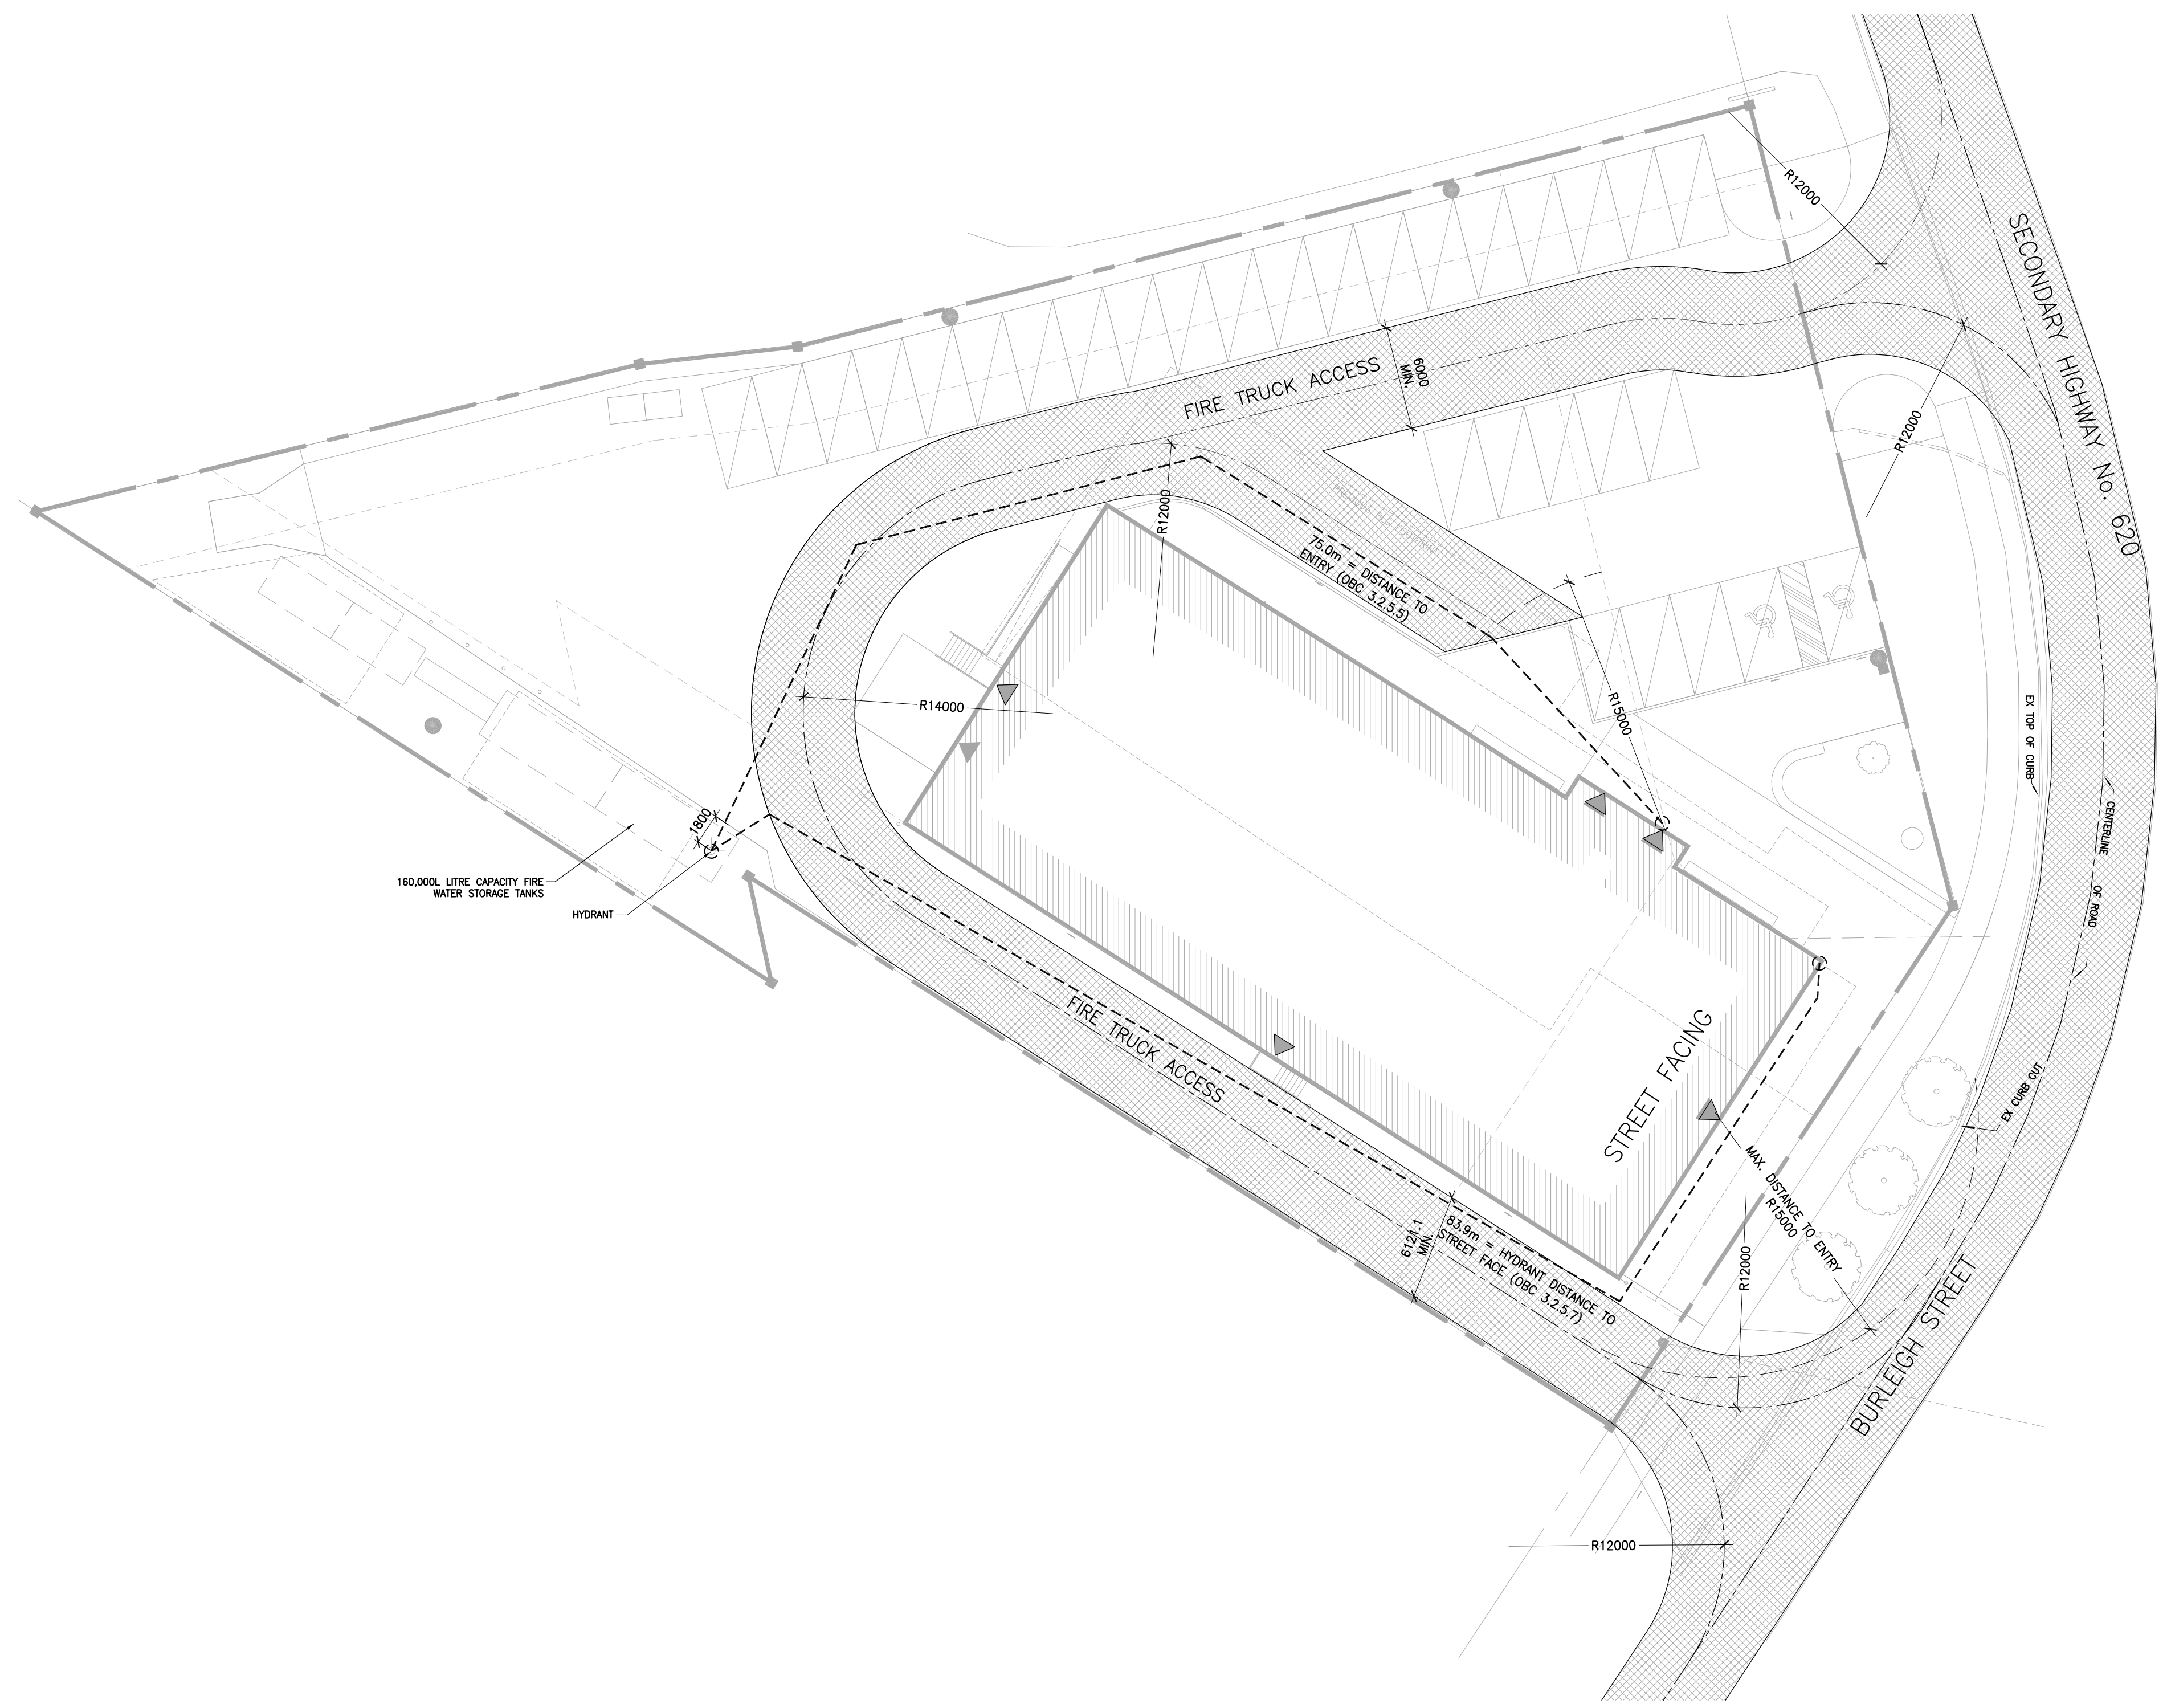 R12000
SECONDARY HIGHWAY No. 620
FIRE TRUCK ACCESS
6000
MIN.
R12000
R12000
PREVIOUS BLG FOOTPRINT
75.0m = DISTANCE TO
ENTRY (OBC 3.2.5.5)
R14000
R15000
EX TOP OF CURB
CENTERLINE OF ROAD
1800
160,000L LITRE CAPACITY FIRE
WATER STORAGE TANKS
HYDRANT
FIRE TRUCK ACCESS
STREET FACING
EX CURB CUT
MAX. DISTANCE TO ENTRY
R15000
6121.1
MIN.
83.9m = HYDRANT DISTANCE TO
STREET FACE (OBC 3.2.5.7)
R12000
BURLEIGH STREET
R12000